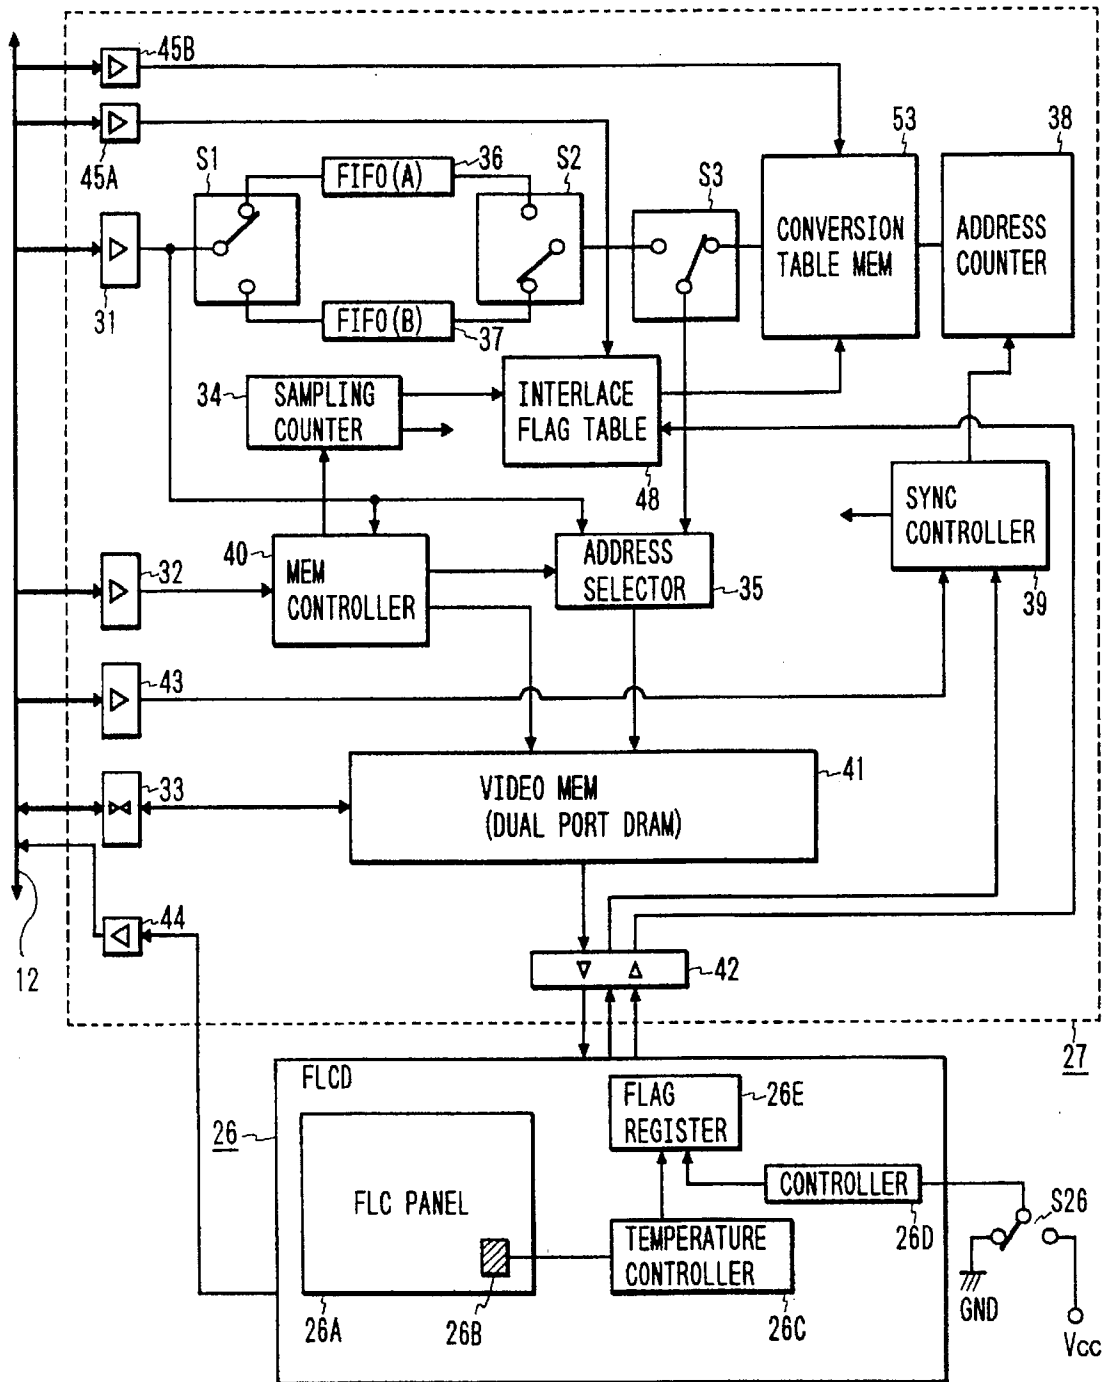 45B
45A
S1
FIFO(A)
36
S2
S3
53
38
CONVERSION
TABLE MEM
ADDRESS
COUNTER
31
FIFO(B)
37
34
SAMPLING
COUNTER
INTERLACE
FLAG TABLE
48
SYNC
CONTROLLER
39
32
40
MEM
CONTROLLER
ADDRESS
SELECTOR
35
43
33
VIDEO MEM
(DUAL PORT DRAM)
41
44
12
42
27
FLCD
26
FLAG
REGISTER
26E
FLC PANEL
CONTROLLER
26D
S26
TEMPERATURE
CONTROLLER
26A
26B
26C
GND
Vcc